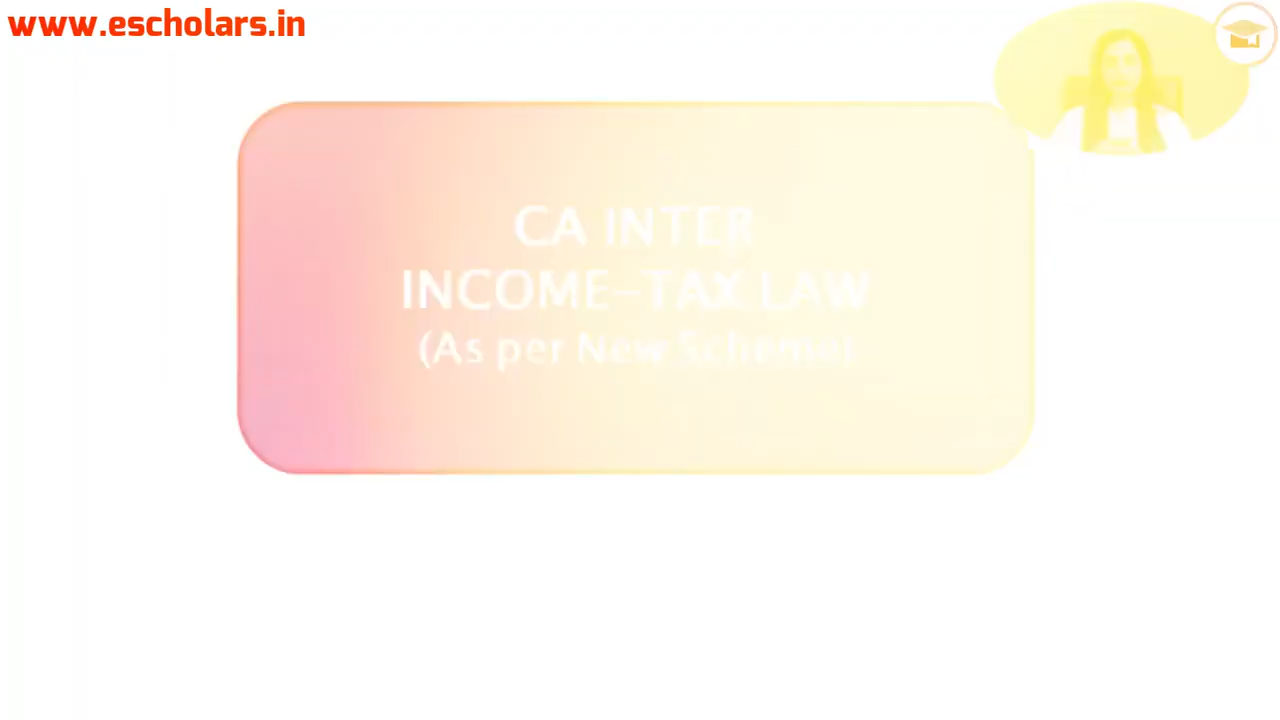 www.escholars.in
CA INTER
INCOME-TAX LAW
(As per New Scheme)